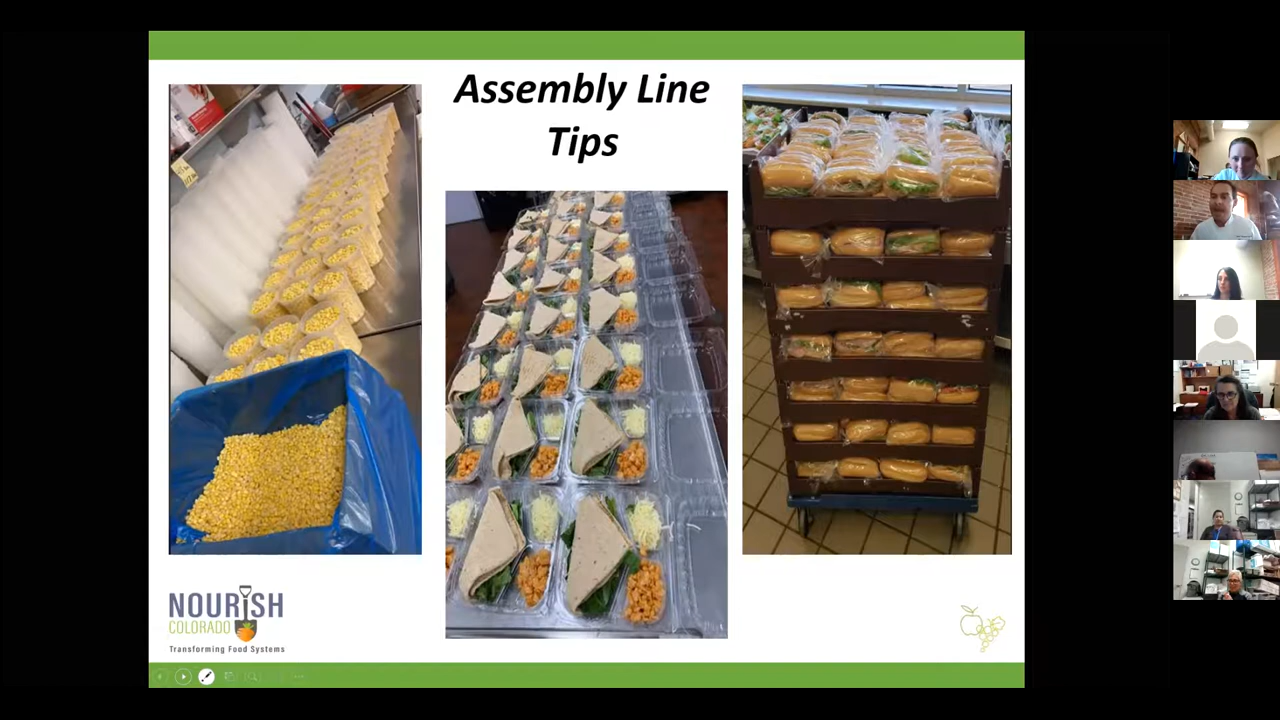 Assembly Line
Tips
NOURISH
COLORADO
Transforming Food Systems